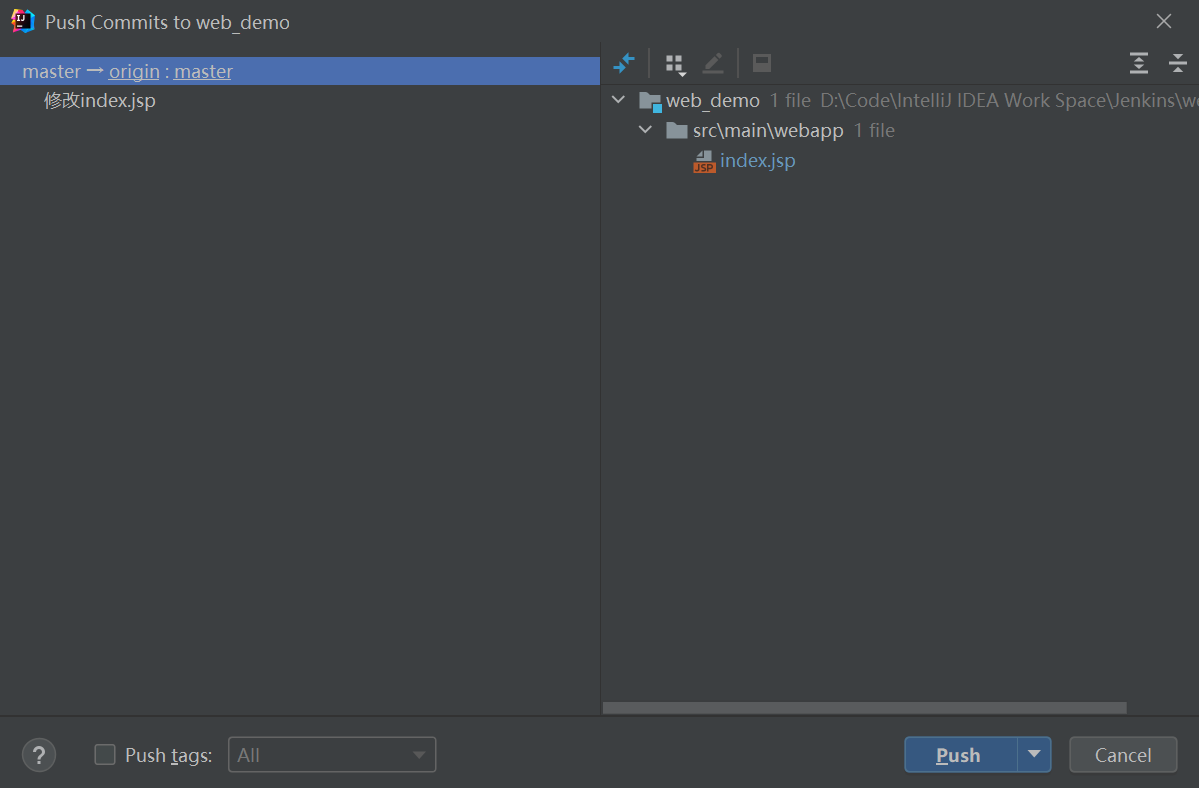 Push Commits to web_demo
master → origin : master
修改index.jsp
web_demo 1 file D:\Code\IntelliJ IDEA Work Space\Jenkins\we
src\main\webapp 1 file
JSP index.jsp
? Push tags: All Push Cancel